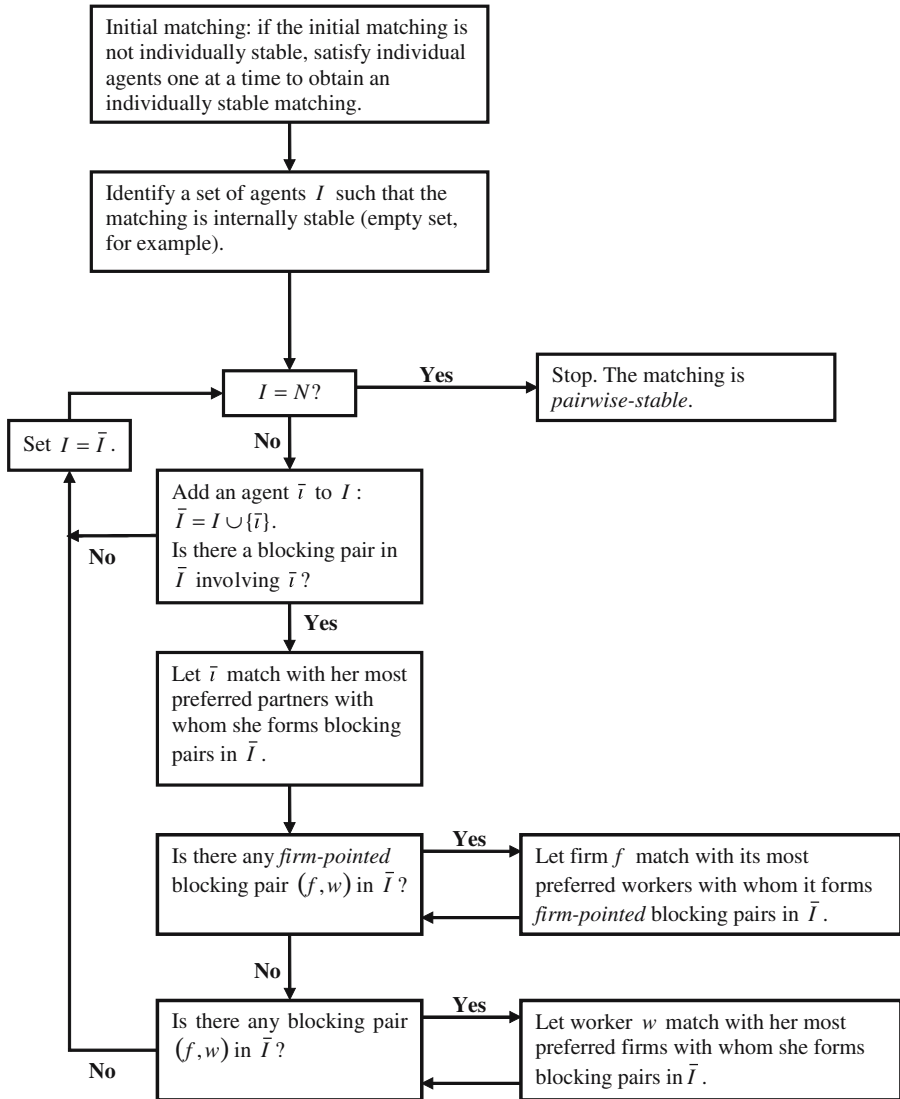 Initial matching: if the initial matching is
not individually stable, satisfy individual
agents one at a time to obtain an
individually stable matching.
Identify a set of agents I such that the
matching is internally stable (empty set,
for example).
I = N?
Yes
Stop. The matching is
pairwise-stable.
Set I = Ī.
No
Add an agent ῑ to I :
Ī = I ∪{ῑ}.
Is there a blocking pair in
Ī involving ῑ ?
No
Yes
Let ῑ match with her most
preferred partners with
whom she forms blocking
pairs in Ī .
Is there any firm-pointed
blocking pair (f, w) in Ī ?
Yes
Let firm f match with its most
preferred workers with whom it forms
firm-pointed blocking pairs in Ī .
No
Is there any blocking pair
(f, w) in Ī ?
Yes
Let worker w match with her most
preferred firms with whom she forms
blocking pairs in Ī .
No